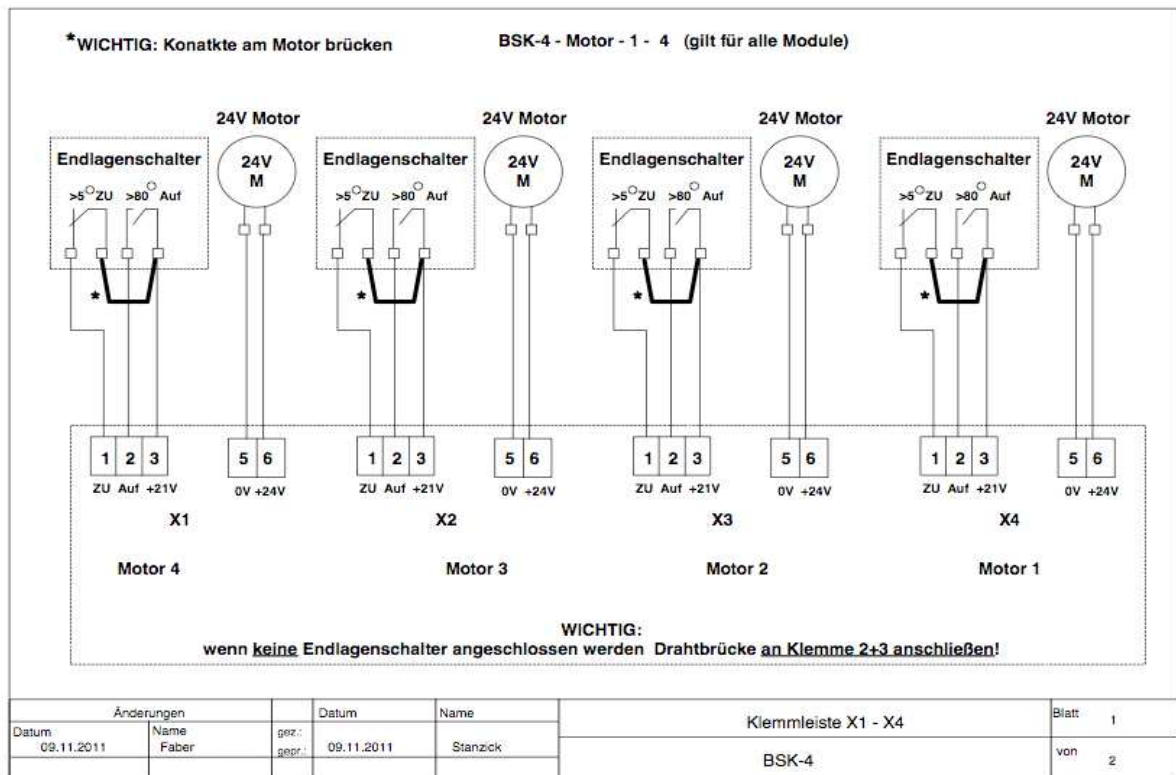 *WICHTIG: Konatkte am Motor brücken
BSK-4 - Motor - 1 - 4 (gilt für alle Module)
24V Motor
24V Motor
24V Motor
24V Motor
Endlagenschalter
24V
M
Endlagenschalter
24V
M
Endlagenschalter
24V
M
Endlagenschalter
24V
M
>5° ZU >80° Auf
>5° ZU >80° Auf
>5° ZU >80° Auf
>5° ZU >80° Auf
*
*
*
*
1 2 3
5 6
1 2 3
5 6
1 2 3
5 6
1 2 3
5 6
ZU Auf +21V
0V +24V
ZU Auf +21V
0V +24V
ZU Auf +21V
0V +24V
ZU Auf +21V
0V +24V
X1
X2
X3
X4
Motor 4
Motor 3
Motor 2
Motor 1
WICHTIG:
wenn keine Endlagenschalter angeschlossen werden Drahtbrücke an Klemme 2+3 anschließen!
Änderungen
Datum
Name
Datum
Name
gez.:
09.11.2011
Faber
gepr.:
09.11.2011
Stanzick
Klemmleiste X1 - X4
BSK-4
Blatt 1
von 2